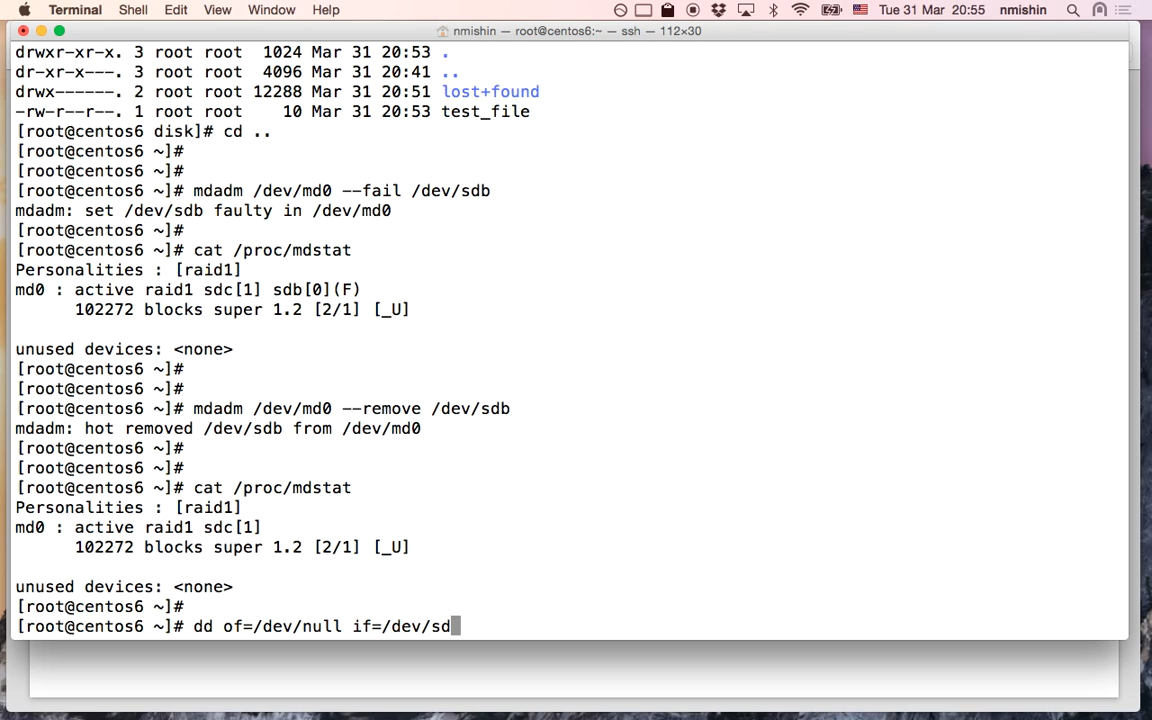 Terminal Shell Edit View Window Help Tue 31 Mar 20:55 nmishin
nmishin — root@centos6:~ — ssh — 112×30
drwxr-xr-x. 3 root root  1024 Mar 31 20:53 .
dr-xr-x---. 3 root root  4096 Mar 31 20:41 ..
drwx------. 2 root root 12288 Mar 31 20:51 lost+found
-rw-r--r--. 1 root root    10 Mar 31 20:53 test_file
[root@centos6 disk]# cd ..
[root@centos6 ~]#
[root@centos6 ~]#
[root@centos6 ~]# mdadm /dev/md0 --fail /dev/sdb
mdadm: set /dev/sdb faulty in /dev/md0
[root@centos6 ~]#
[root@centos6 ~]# cat /proc/mdstat
Personalities : [raid1]
md0 : active raid1 sdc[1] sdb[0](F)
      102272 blocks super 1.2 [2/1] [_U]
unused devices: <none>
[root@centos6 ~]#
[root@centos6 ~]#
[root@centos6 ~]# mdadm /dev/md0 --remove /dev/sdb
mdadm: hot removed /dev/sdb from /dev/md0
[root@centos6 ~]#
[root@centos6 ~]#
[root@centos6 ~]# cat /proc/mdstat
Personalities : [raid1]
md0 : active raid1 sdc[1]
      102272 blocks super 1.2 [2/1] [_U]
unused devices: <none>
[root@centos6 ~]#
[root@centos6 ~]# dd of=/dev/null if=/dev/sd